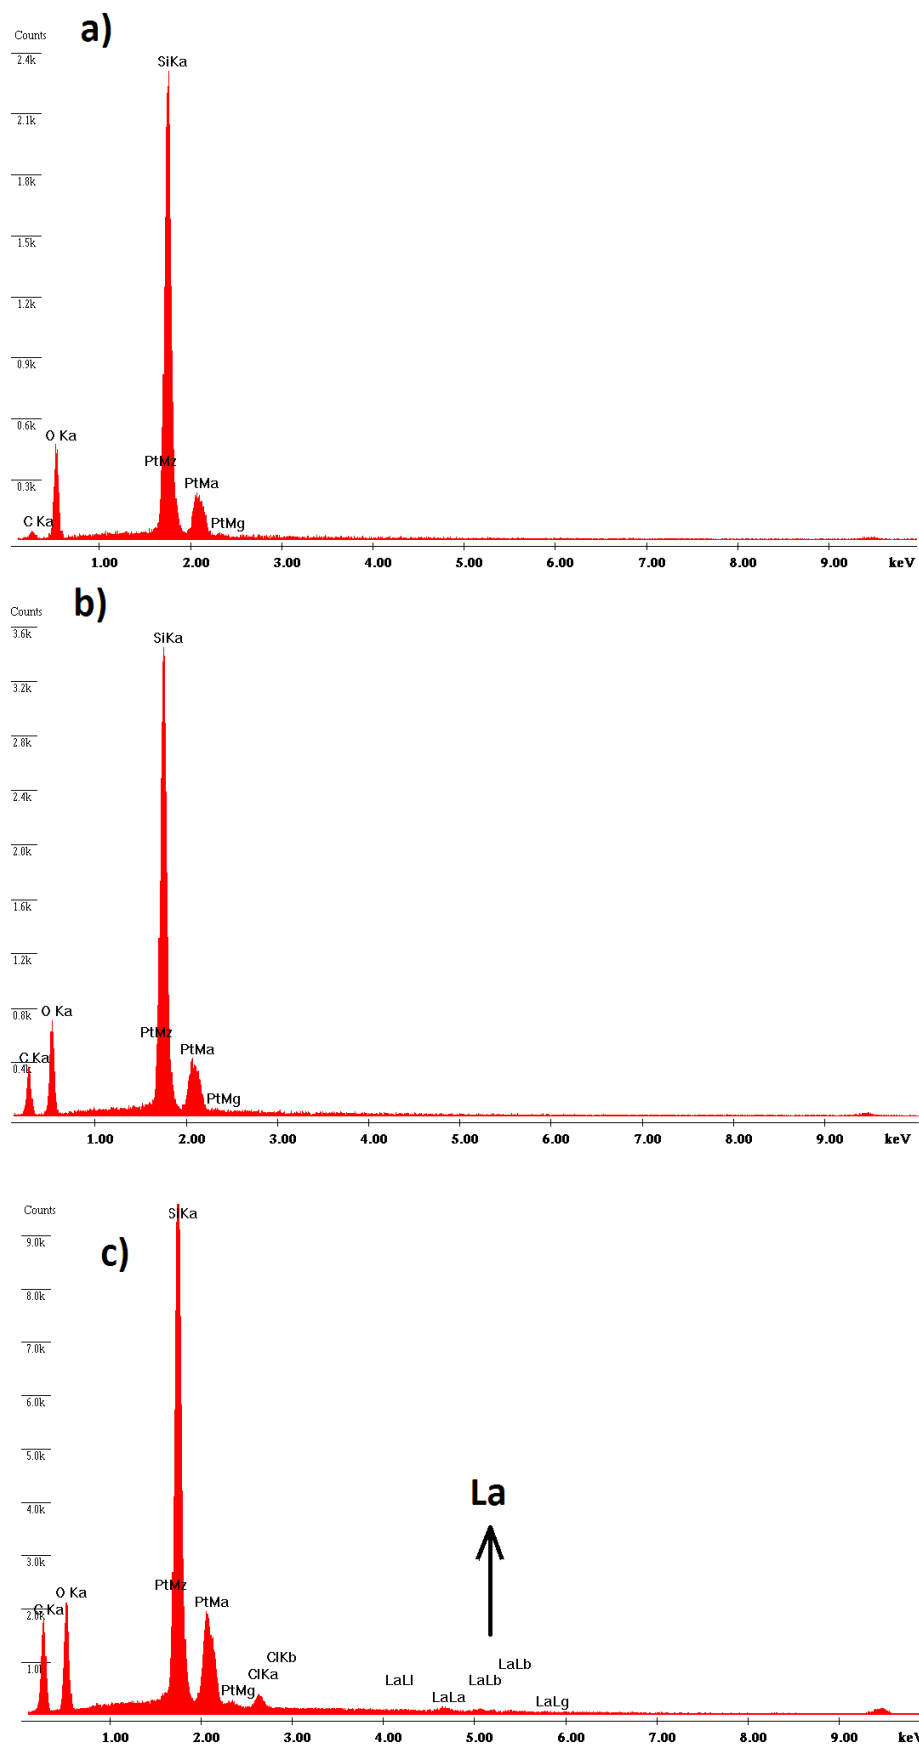 a)
Counts
2.4k
SiKa
2.1k
1.8k
1.5k
1.2k
0.9k
0.6k
O Ka
PtMz
0.3k
PtMa
C Ka
PtMg
1.00 2.00 3.00 4.00 5.00 6.00 7.00 8.00 9.00 keV
b)
Counts
3.6k
SiKa
3.2k
2.8k
2.4k
2.0k
1.6k
1.2k
0.8k
O Ka
PtMz
PtMa
C Ka
0.4k
PtMg
1.00 2.00 3.00 4.00 5.00 6.00 7.00 8.00 9.00 keV
Counts
SiKa
9.0k
c)
8.0k
7.0k
6.0k
5.0k
La
4.0k
3.0k
PtMz
O Ka
PtMa
C Ka
2.0k
ClKb
1.0k
LaLb
ClKa
LaLl
LaLb
PtMg
LaLa
LaLg
1.00 2.00 3.00 4.00 5.00 6.00 7.00 8.00 9.00 keV